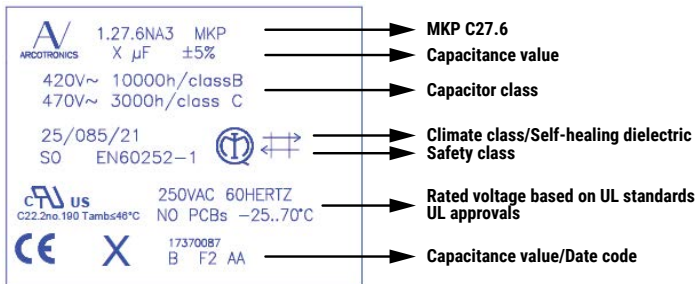 AV 1.27.6NA3 MKP MKP C27.6
ARCOTRONICS X µF ±5% Capacitance value
420V~ 10000h/classB
470V~ 3000h/class C Capacitor class
25/085/21 Climate class/Self-healing dielectric
SO EN60252-1 Safety class
c US 250VAC 60HERTZ Rated voltage based on UL standards
C22.2no.190 Tamb≤46°C NO PCBs -25..70°C UL approvals
17370087
CE X B F2 AA Capacitance value/Date code